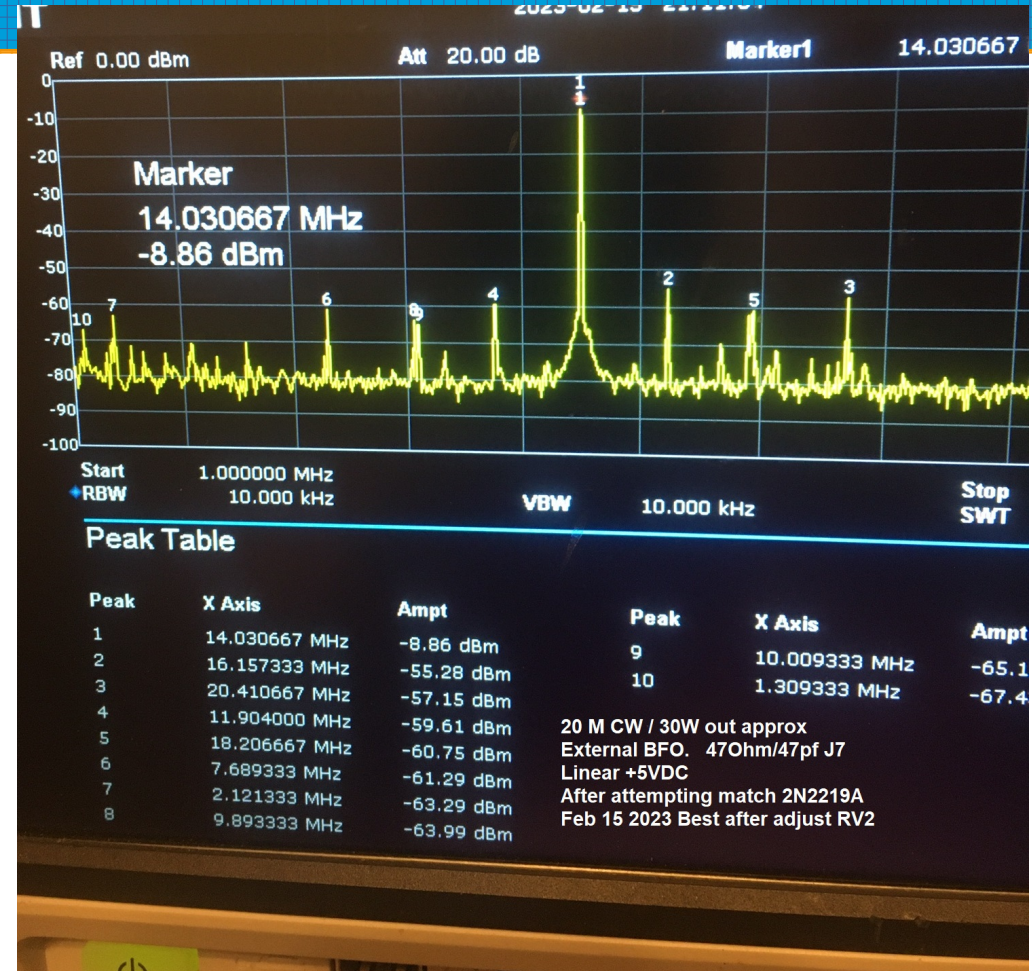 Ref 0.00 dBm Att 20.00 dB Marker1 14.030667
1
1
0
-10
-20
-30
-40
-50
-60
-70
-80
-90
-100
Marker
14.030667 MHz
-8.86 dBm
10 7 6 8 9 4 2 5 3
Start 1.000000 MHz Stop
RBW 10.000 kHz VBW 10.000 kHz SWT
Peak Table
Peak X Axis Ampt Peak X Axis Ampt
1 14.030667 MHz -8.86 dBm 9 10.009333 MHz -65.1
2 16.157333 MHz -55.28 dBm 10 1.309333 MHz -67.4
3 20.410667 MHz -57.15 dBm
4 11.904000 MHz -59.61 dBm
5 18.206667 MHz -60.75 dBm
6 7.689333 MHz -61.29 dBm
7 2.121333 MHz -63.29 dBm
8 9.893333 MHz -63.99 dBm
20 M CW / 30W out approx
External BFO. 47Ohm/47pf J7
Linear +5VDC
After attempting match 2N2219A
Feb 15 2023 Best after adjust RV2